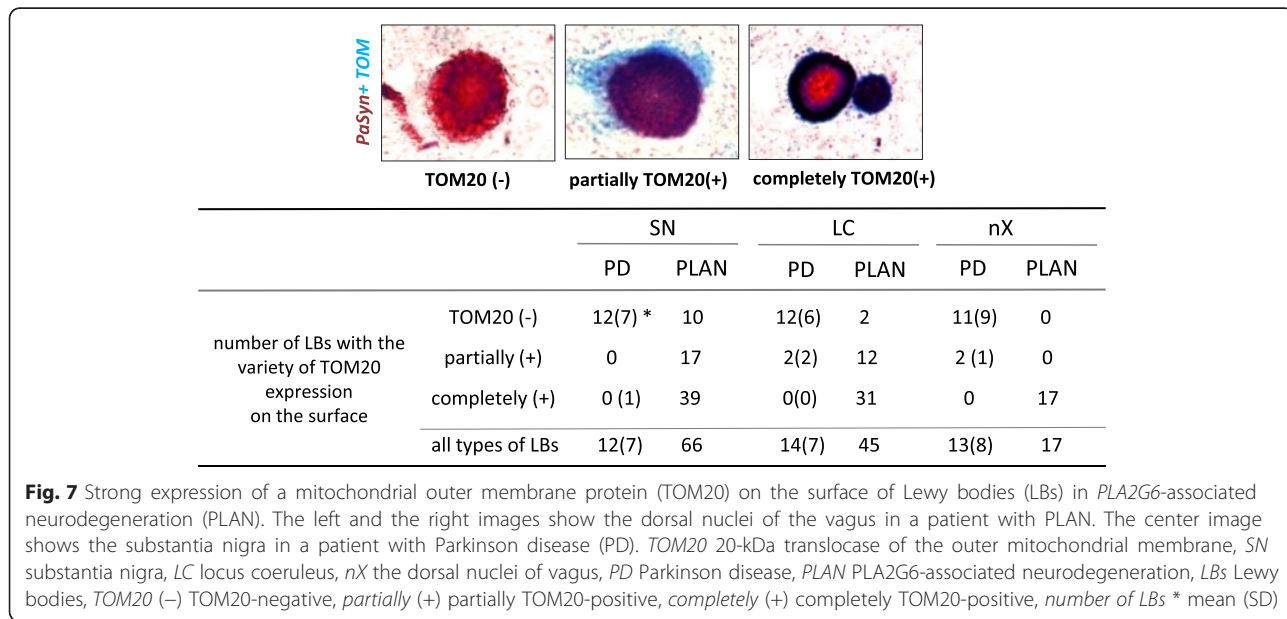 PaSyn+ TOM
TOM20 (-) partially TOM20(+) completely TOM20(+)
SN LC nX
PD PLAN PD PLAN PD PLAN
number of LBs with the
variety of TOM20
expression
on the surface
TOM20 (-) 12(7) * 10 12(6) 2 11(9) 0
partially (+) 0 17 2(2) 12 2 (1) 0
completely (+) 0 (1) 39 0(0) 31 0 17
all types of LBs 12(7) 66 14(7) 45 13(8) 17
Fig. 7 Strong expression of a mitochondrial outer membrane protein (TOM20) on the surface of Lewy bodies (LBs) in PLA2G6-associated
neurodegeneration (PLAN). The left and the right images show the dorsal nuclei of the vagus in a patient with PLAN. The center image
shows the substantia nigra in a patient with Parkinson disease (PD). TOM20 20-kDa translocase of the outer mitochondrial membrane, SN
substantia nigra, LC locus coeruleus, nX the dorsal nuclei of vagus, PD Parkinson disease, PLAN PLA2G6-associated neurodegeneration, LBs Lewy
bodies, TOM20 (−) TOM20-negative, partially (+) partially TOM20-positive, completely (+) completely TOM20-positive, number of LBs * mean (SD)